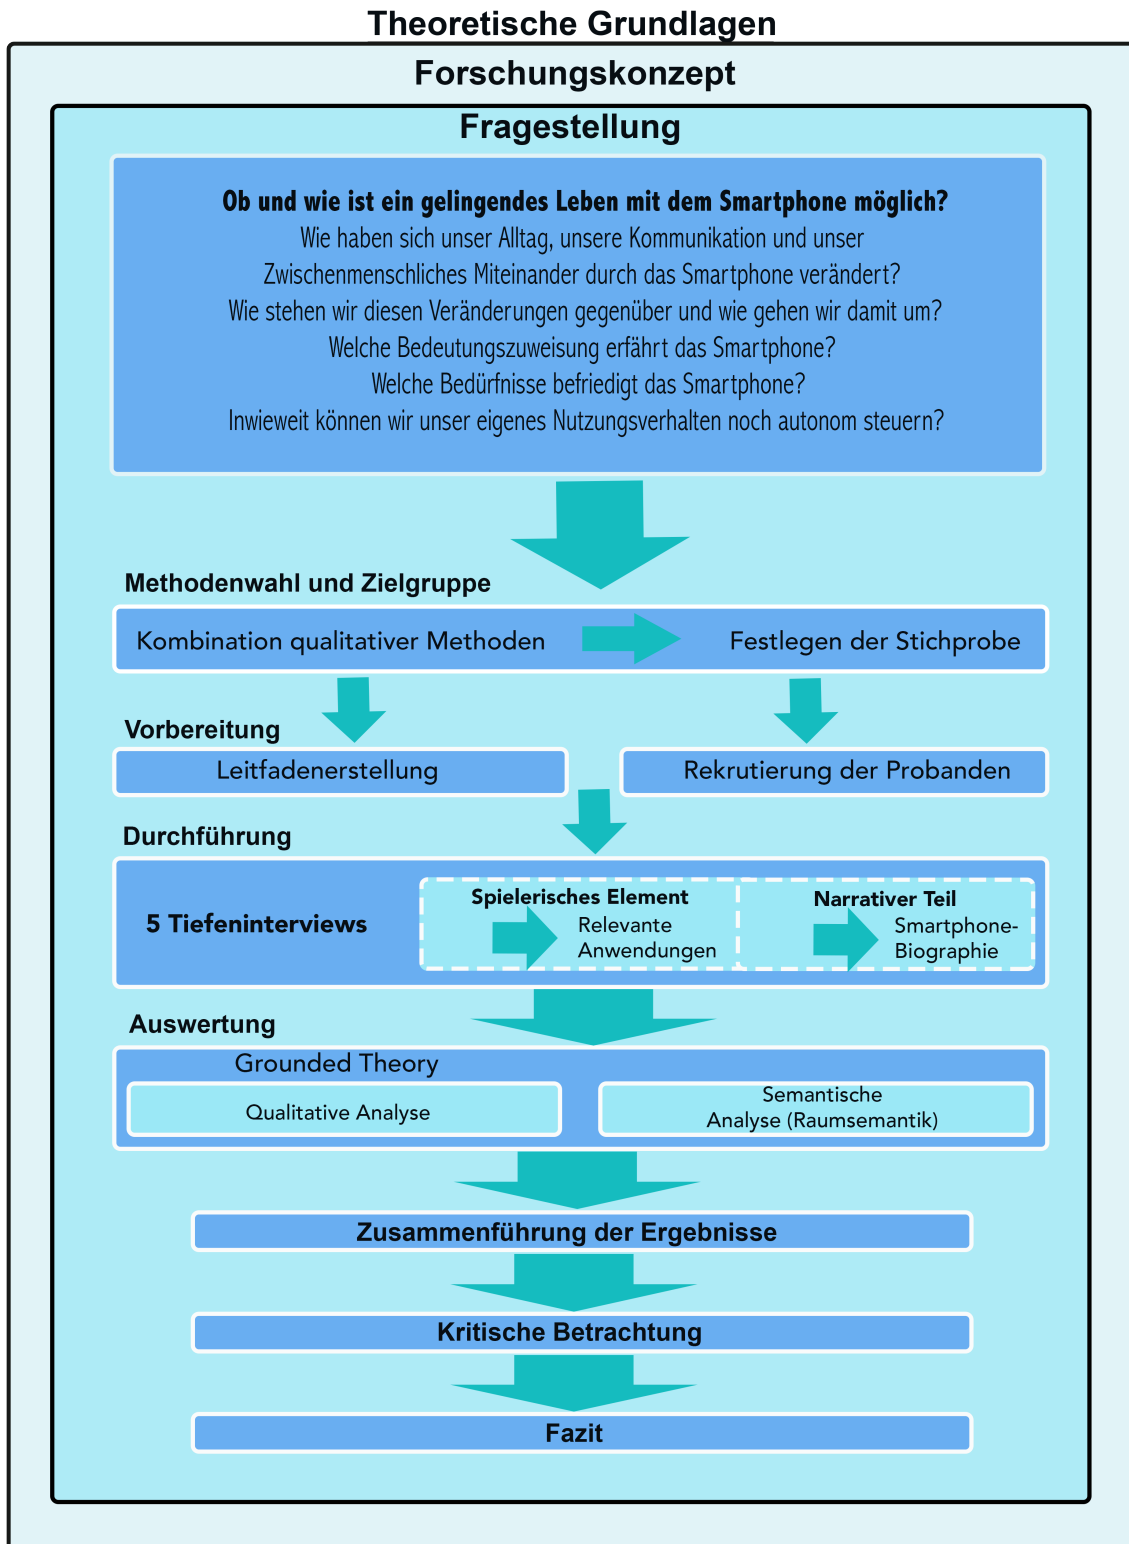 Theoretische Grundlagen
Forschungskonzept
Fragestellung
Ob und wie ist ein gelingendes Leben mit dem Smartphone möglich?
Wie haben sich unser Alltag, unsere Kommunikation und unser
Zwischenmenschliches Miteinander durch das Smartphone verändert?
Wie stehen wir diesen Veränderungen gegenüber und wie gehen wir damit um?
Welche Bedeutungszuweisung erfährt das Smartphone?
Welche Bedürfnisse befriedigt das Smartphone?
Inwieweit können wir unser eigenes Nutzungsverhalten noch autonom steuern?
Methodenwahl und Zielgruppe
Kombination qualitativer Methoden
Festlegen der Stichprobe
Vorbereitung
Leitfadenerstellung
Rekrutierung der Probanden
Durchführung
5 Tiefeninterviews
Spielerisches Element
Relevante
Anwendungen
Narrativer Teil
Smartphone-
Biographie
Auswertung
Grounded Theory
Qualitative Analyse
Semantische
Analyse (Raumsemantik)
Zusammenführung der Ergebnisse
Kritische Betrachtung
Fazit